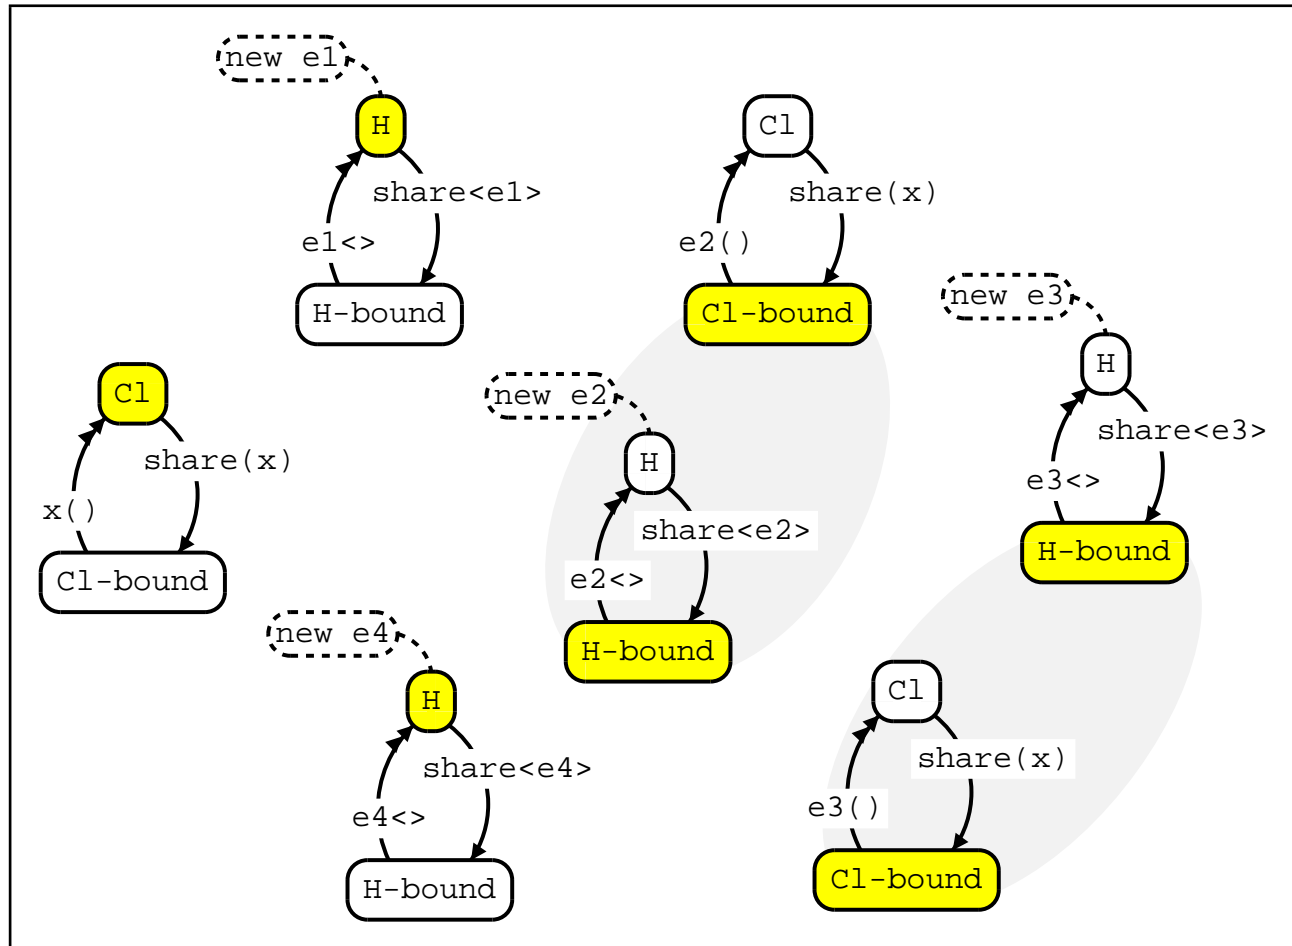 new e1
H
share<e1>
e1<>
H-bound
Cl
share(x)
e2()
Cl-bound
new e3
H
share<e3>
e3<>
H-bound
Cl
share(x)
x()
Cl-bound
new e2
H
share<e2>
e2<>
H-bound
new e4
H
share<e4>
e4<>
H-bound
Cl
share(x)
e3()
Cl-bound